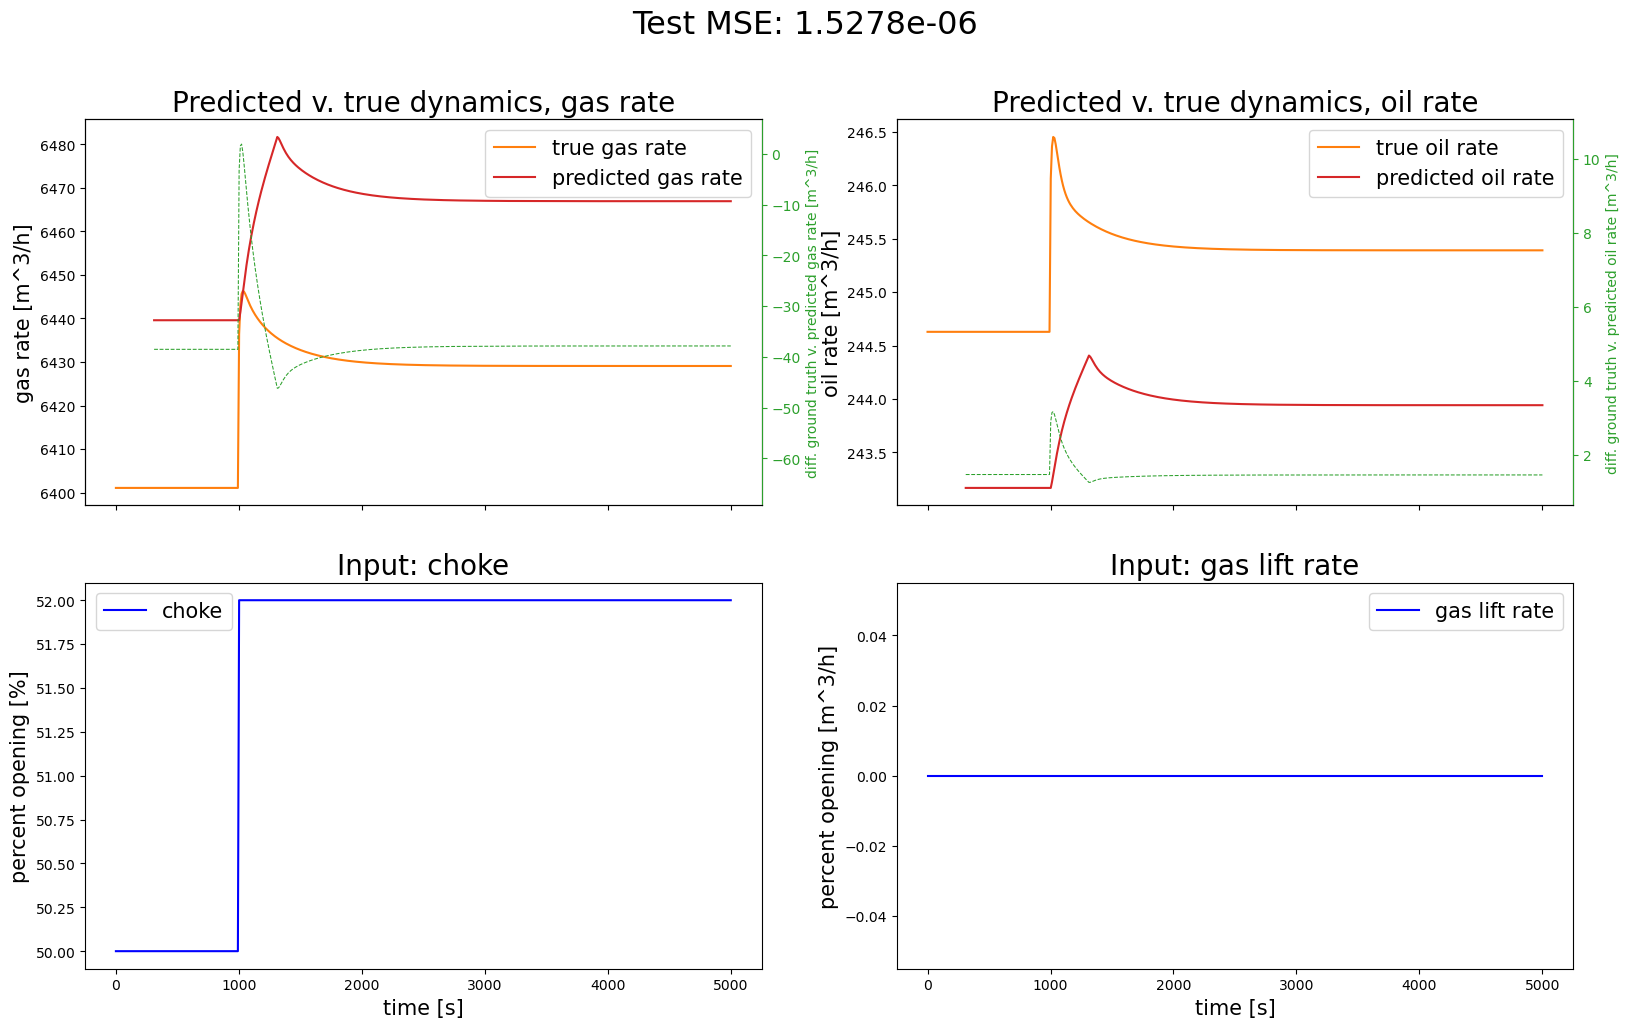 Test MSE: 1.5278e-06
Predicted v. true dynamics, gas rate
gas rate [m^3/h]
6480
6470
6460
6450
6440
6430
6420
6410
6400
true gas rate
predicted gas rate
0
−10
−20
−30
−40
−50
−60
diff. ground truth v. predicted gas rate [m^3/h]
Predicted v. true dynamics, oil rate
oil rate [m^3/h]
246.5
246.0
245.5
245.0
244.5
244.0
243.5
true oil rate
predicted oil rate
10
8
6
4
2
diff. ground truth v. predicted oil rate [m^3/h]
Input: choke
percent opening [%]
52.00
51.75
51.50
51.25
51.00
50.75
50.50
50.25
50.00
choke
0 1000 2000 3000 4000 5000
time [s]
Input: gas lift rate
percent opening [m^3/h]
0.04
0.02
0.00
−0.02
−0.04
gas lift rate
0 1000 2000 3000 4000 5000
time [s]